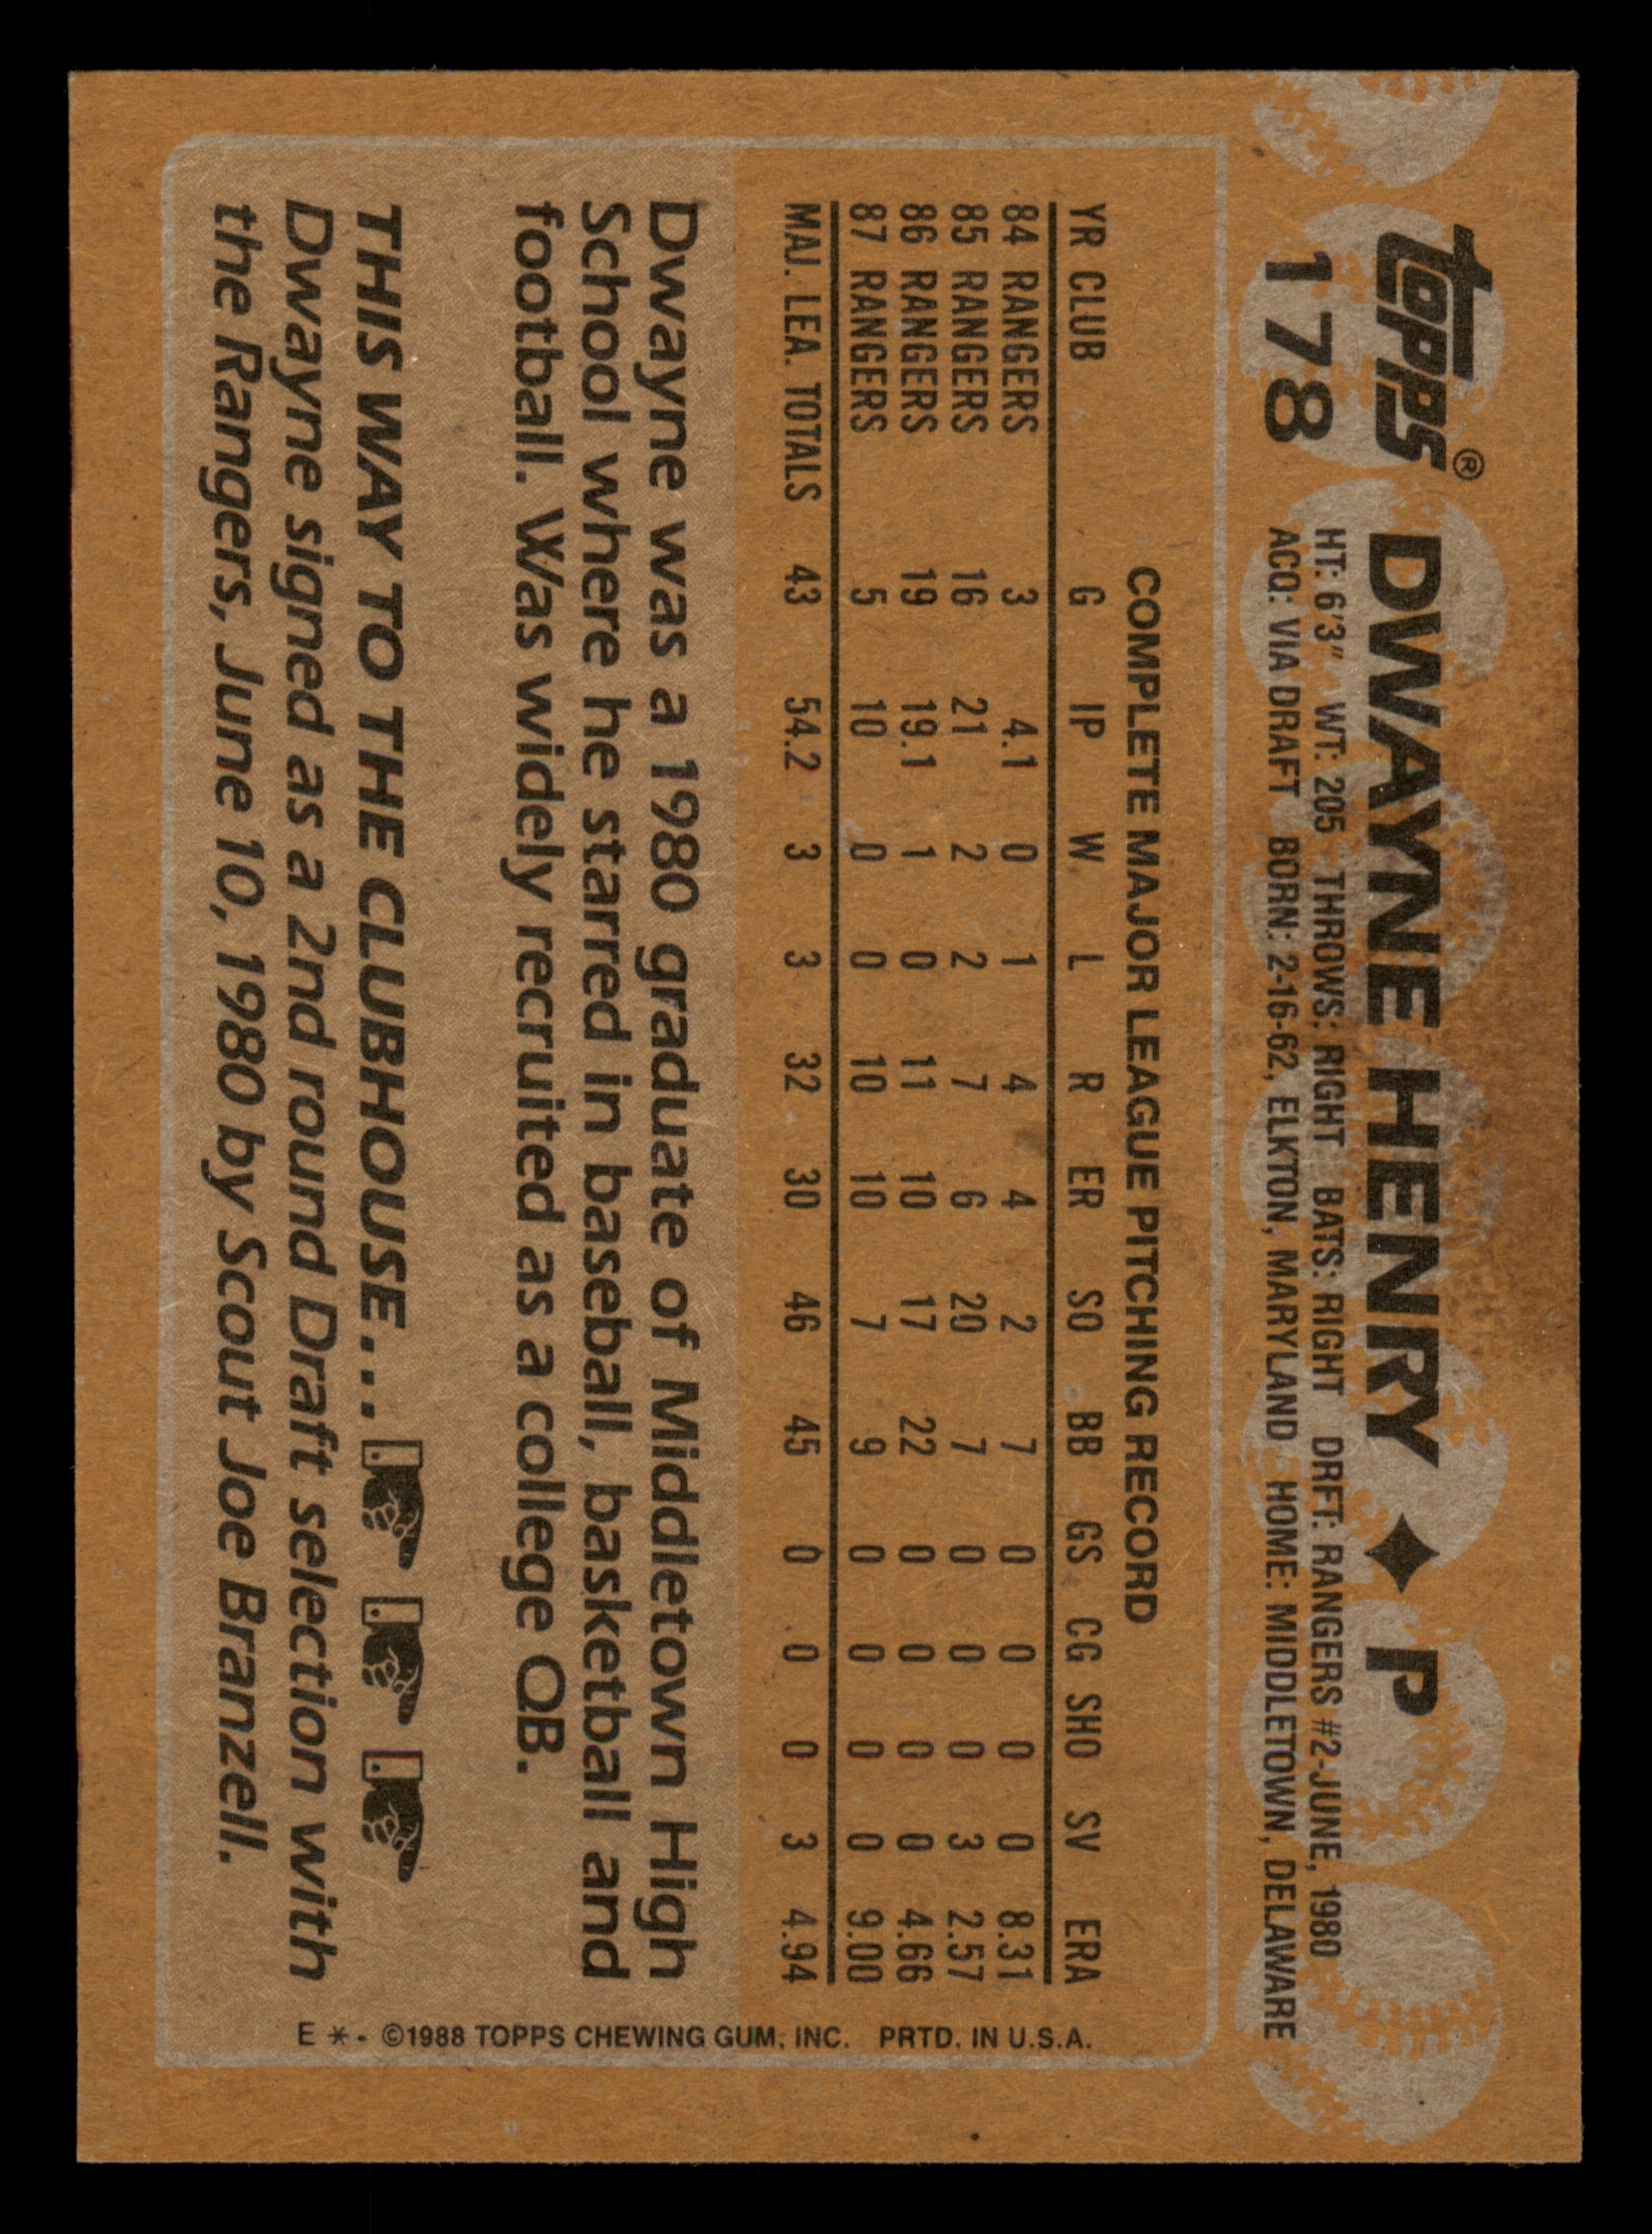 topps®
178
DWAYNE HENRY ✦ P
HT: 6'3" WT: 205 THROWS: RIGHT BATS: RIGHT DRFT: RANGERS #2-JUNE, 1980
ACQ: VIA DRAFT BORN: 2-16-62, ELKTON, MARYLAND HOME: MIDDLETOWN, DELAWARE
COMPLETE MAJOR LEAGUE PITCHING RECORD
YR CLUB G IP W L R ER SO BB GS CG SHO SV ERA
84 RANGERS 3 4.1 0 1 4 4 2 7 0 0 0 0 8.31
85 RANGERS 16 21 2 2 7 6 20 7 0 0 0 3 2.57
86 RANGERS 19 19.1 1 0 11 10 17 22 0 0 0 0 4.66
87 RANGERS 5 10 0 0 10 10 7 9 0 0 0 0 9.00
MAJ. LEA. TOTALS 43 54.2 3 3 32 30 46 45 0 0 0 3 4.94
Dwayne was a 1980 graduate of Middletown High
School where he starred in baseball, basketball and
football. Was widely recruited as a college QB.
THIS WAY TO THE CLUBHOUSE...
Dwayne signed as a 2nd round Draft selection with
the Rangers, June 10, 1980 by Scout Joe Branzell.
E *- ©1988 TOPPS CHEWING GUM, INC. PRTD. IN U.S.A.